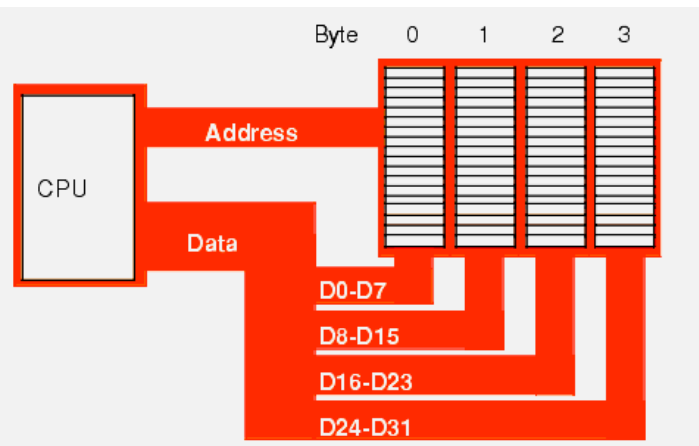 Byte 0 1 2 3
Address
CPU
Data
D0-D7
D8-D15
D16-D23
D24-D31